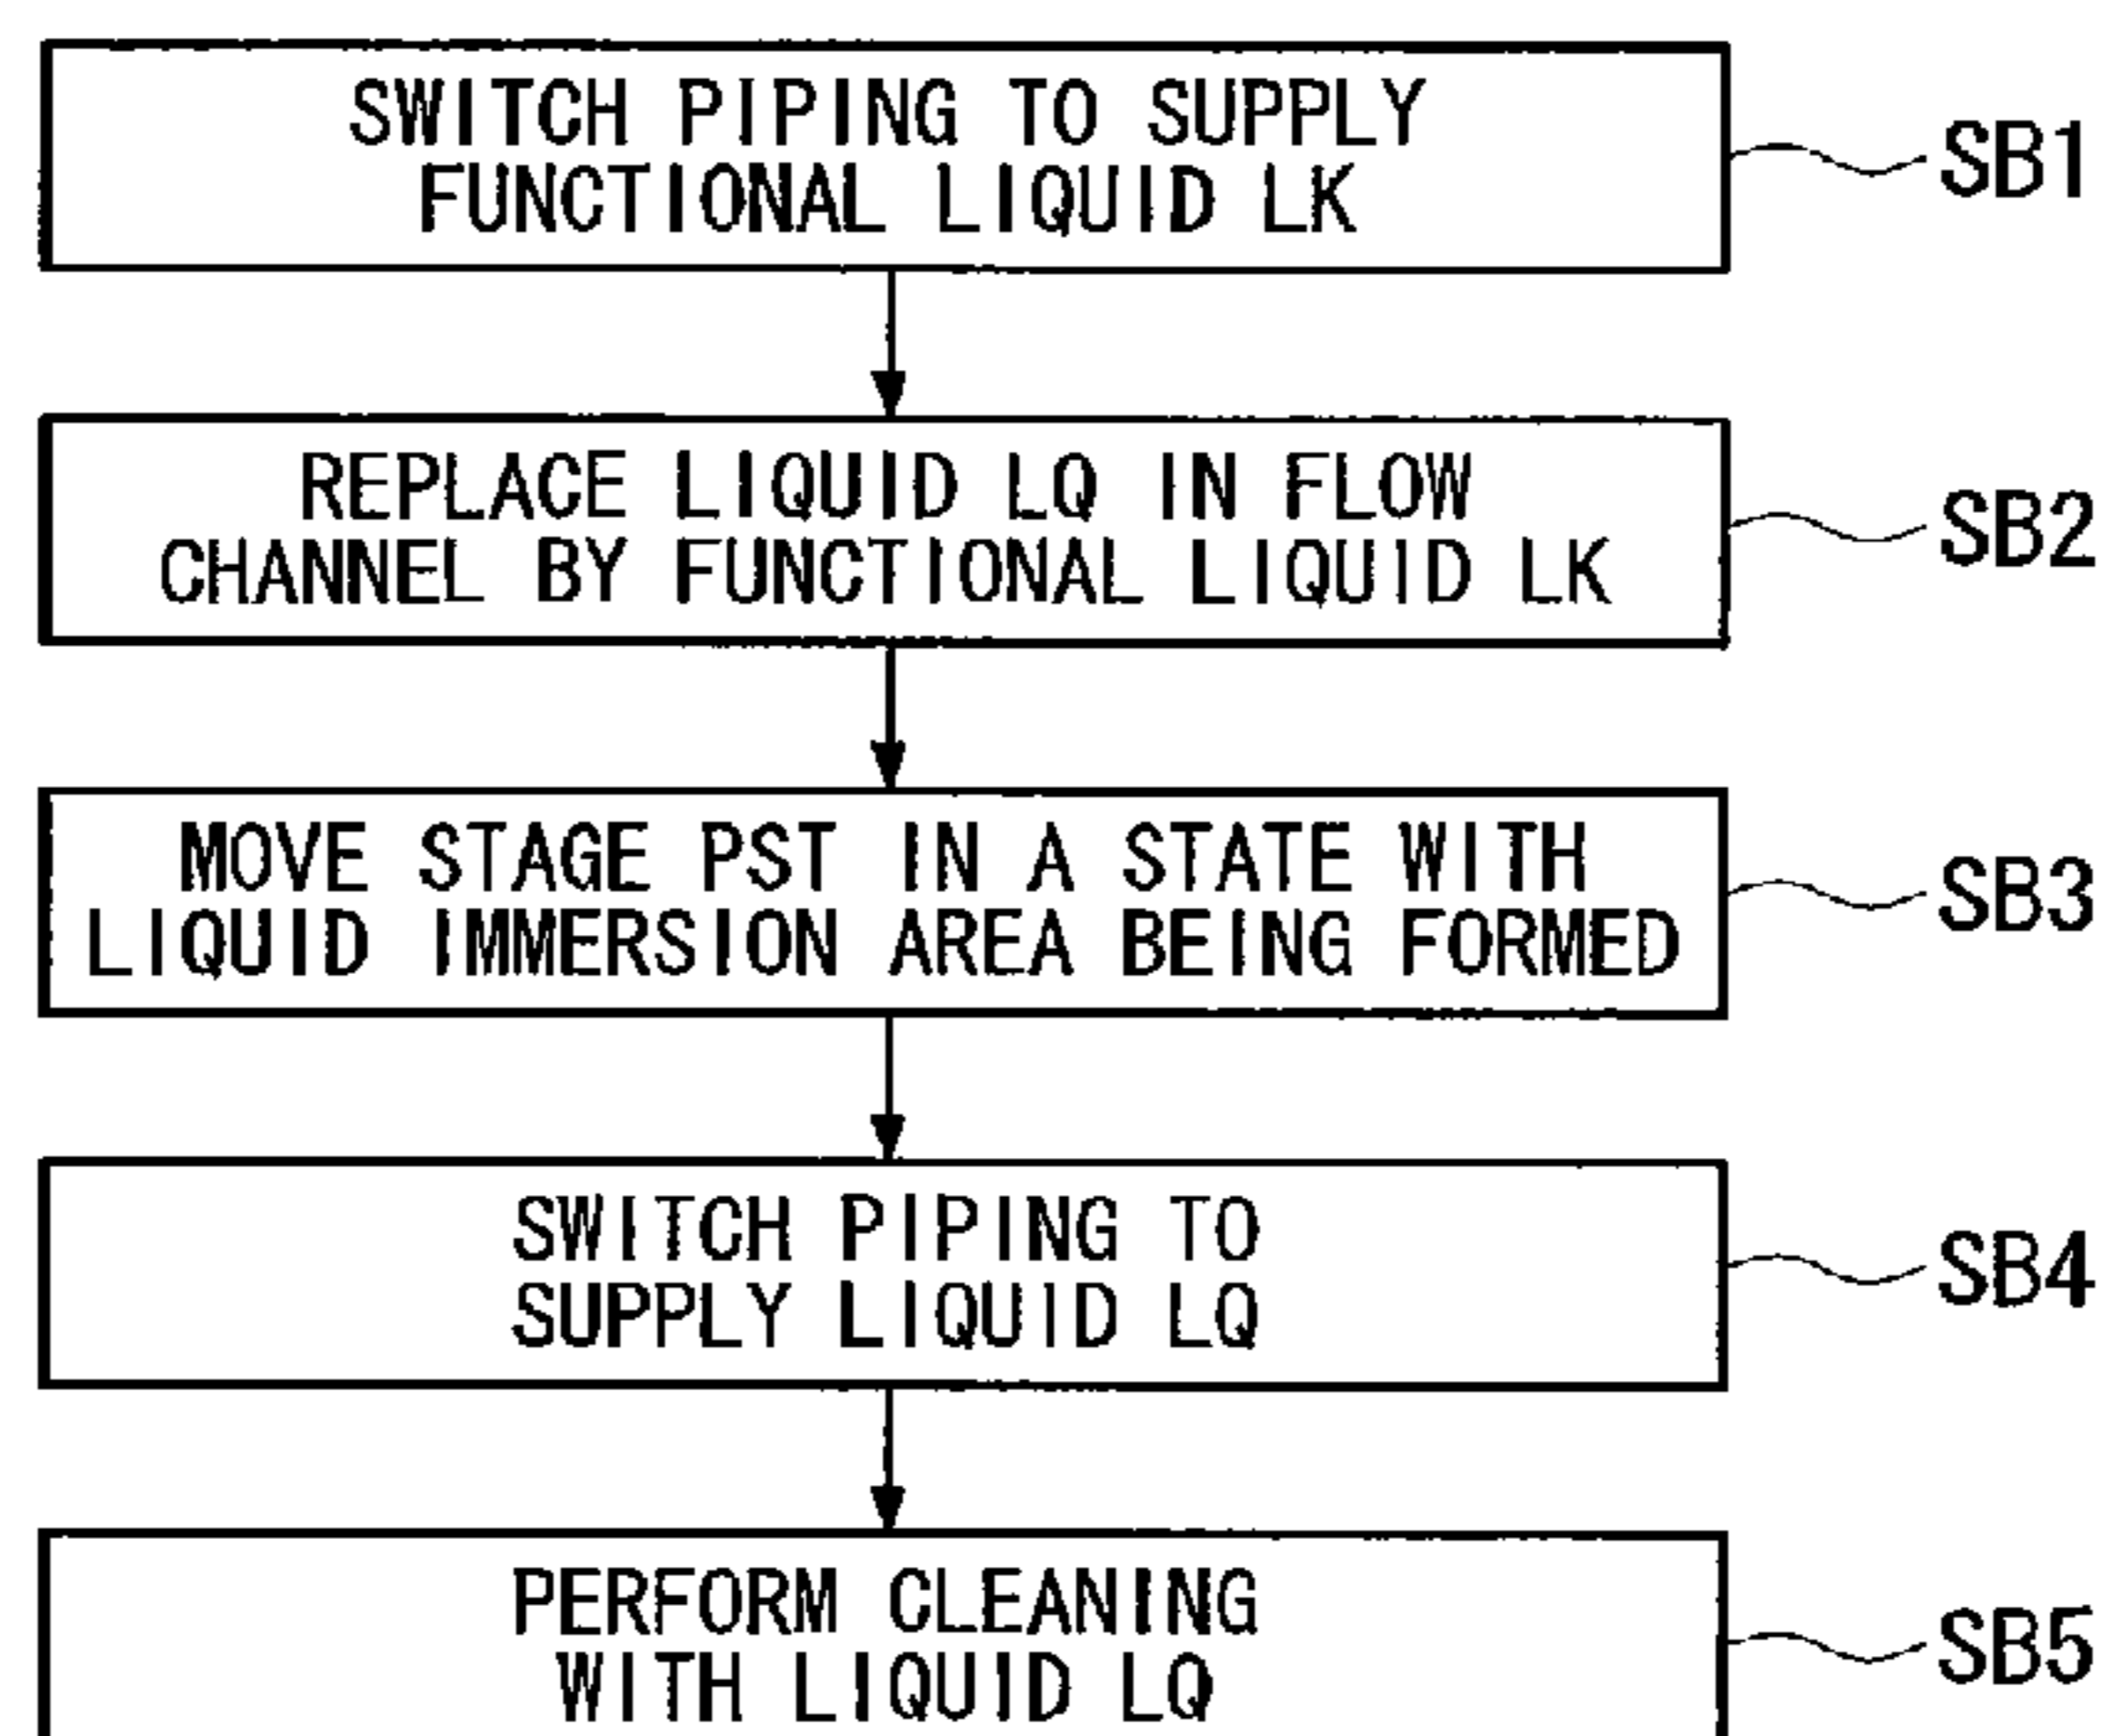 SWITCH PIPING TO SUPPLY
FUNCTIONAL LIQUID LK
SB1
REPLACE LIQUID LQ IN FLOW
CHANNEL BY FUNCTIONAL LIQUID LK
SB2
MOVE STAGE PST IN A STATE WITH
LIQUID IMMERSION AREA BEING FORMED
SB3
SWITCH PIPING TO
SUPPLY LIQUID LQ
SB4
PERFORM CLEANING
WITH LIQUID LQ
SB5